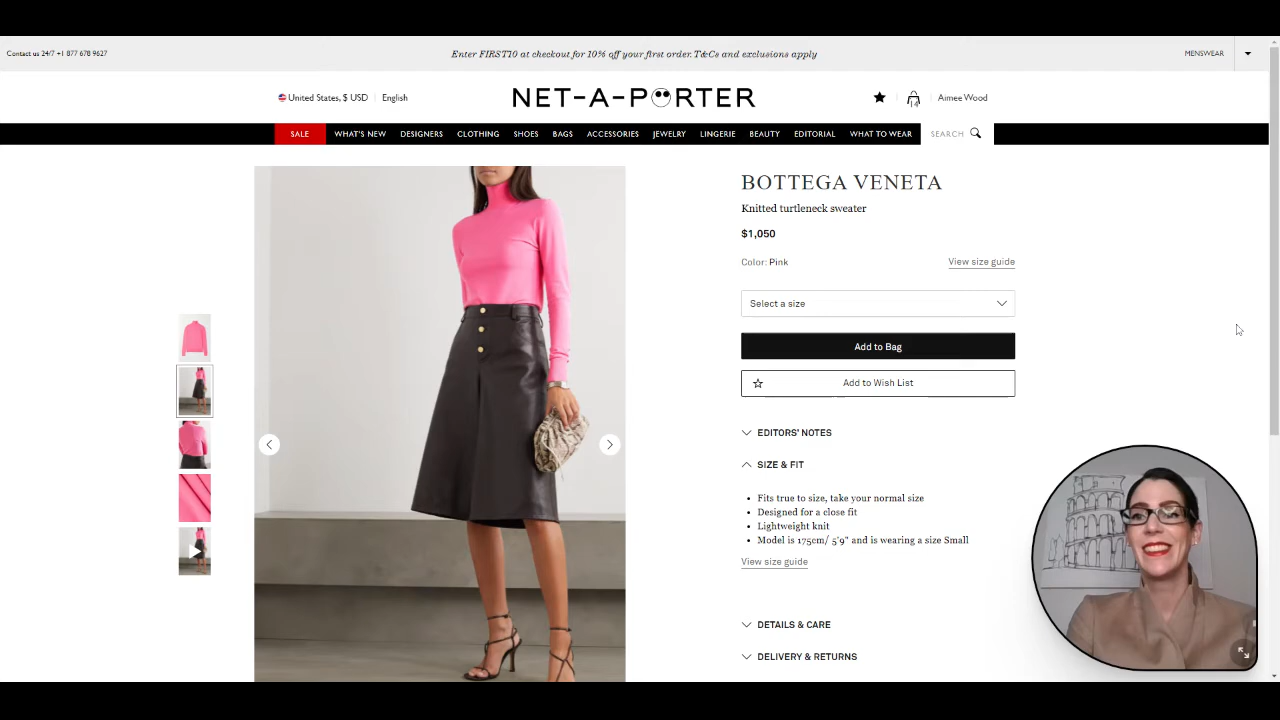 Contact us 24/7 +1 877 678 9627
Enter FIRST10 at checkout for 10% off your first order. T&Cs and exclusions apply
MENSWEAR
United States, $ USD
English
NET-A-PORTER
14
Aimee Wood
SALE
WHAT'S NEW
DESIGNERS
CLOTHING
SHOES
BAGS
ACCESSORIES
JEWELRY
LINGERIE
BEAUTY
EDITORIAL
WHAT TO WEAR
SEARCH
BOTTEGA VENETA
Knitted turtleneck sweater
$1,050
Color: Pink
View size guide
Select a size
Add to Bag
Add to Wish List
EDITORS' NOTES
SIZE & FIT
• Fits true to size, take your normal size
• Designed for a close fit
• Lightweight knit
• Model is 175cm/ 5'9" and is wearing a size Small
View size guide
DETAILS & CARE
DELIVERY & RETURNS